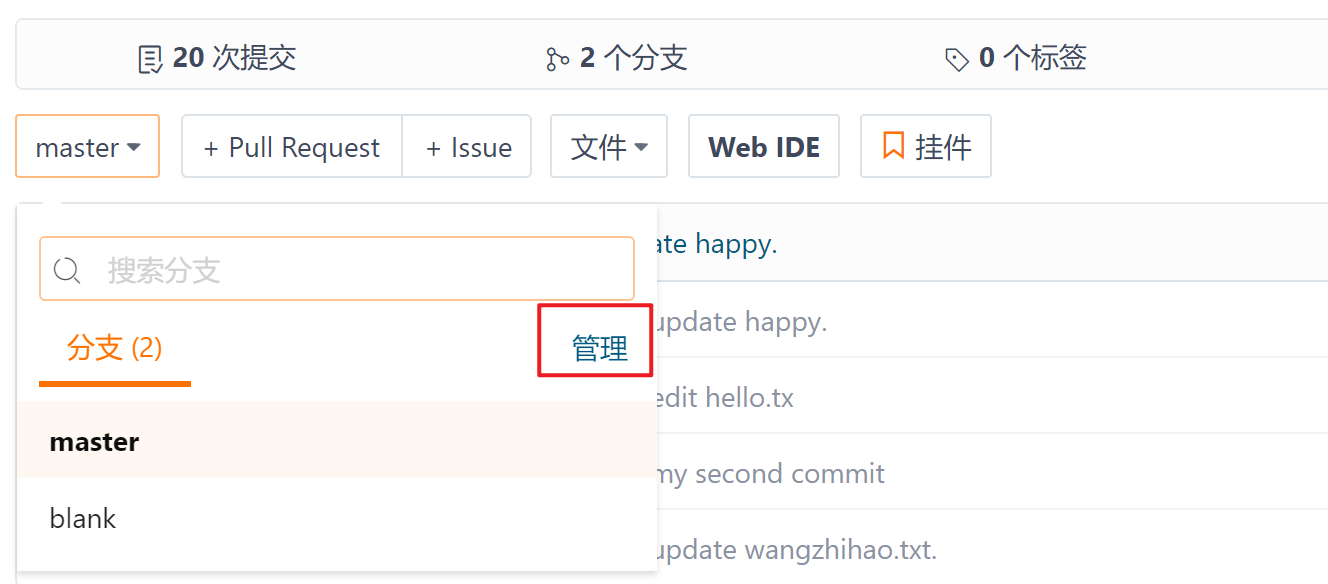 20 次提交
2 个分支
0 个标签
master
+ Pull Request
+ Issue
文件
Web IDE
挂件
搜索分支
分支 (2)
管理
master
blank
happy.
update happy.
edit hello.tx
my second commit
update wangzhihao.txt.